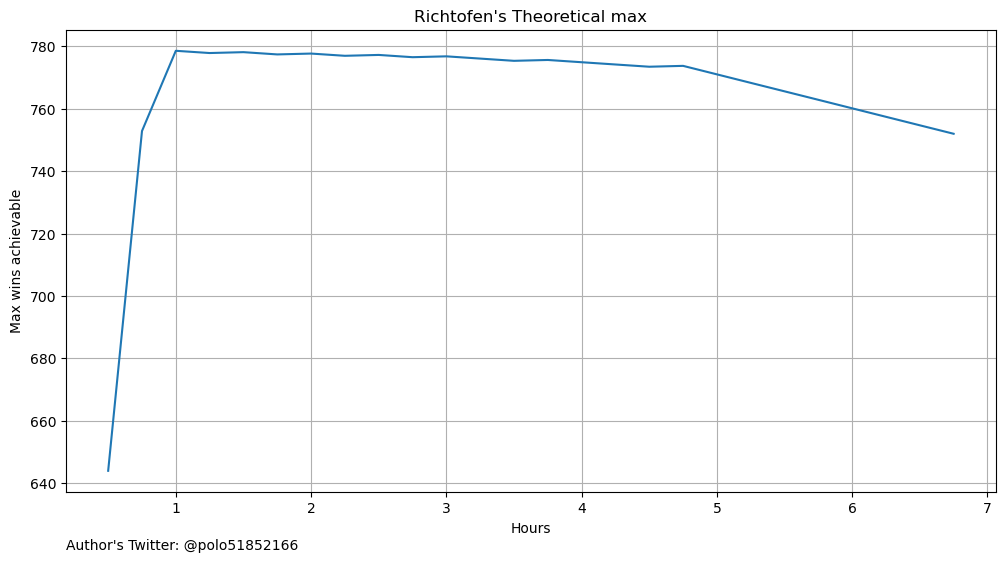 Richtofen's Theoretical max
Max wins achievable
780
760
740
720
700
680
660
640
1 2 3 4 5 6 7
Hours
Author's Twitter: @polo51852166